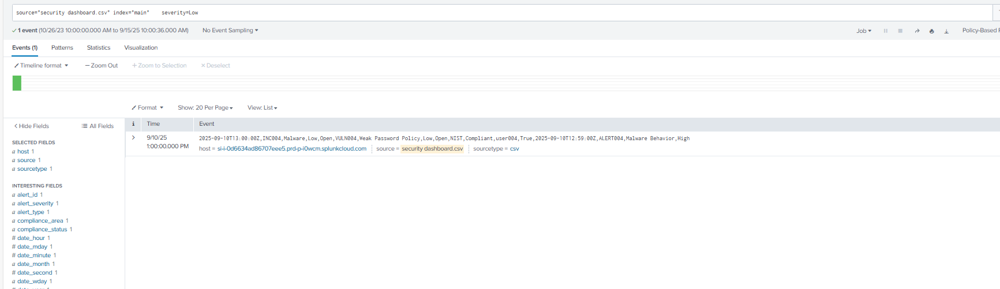 source="security dashboard.csv" index="main" severity=Low
1 event (10/26/23 10:00:00.000 AM to 9/15/25 10:00:36.000 AM) No Event Sampling Job Policy-Based
Events (1) Patterns Statistics Visualization
Timeline format — Zoom Out + Zoom to Selection × Deselect
Format Show: 20 Per Page View: List
< Hide Fields All Fields
i Time Event
9/10/25
1:00:00.000 PM
2025-09-10T13:00:00Z,INC004,Malware,Low,Open,VULN004,Weak Password Policy,Low,Open,NIST,Compliant,user004,True,2025-09-10T12:59:00Z,ALERT004,Malware Behavior,High
host = si-i-0d6634ad86707eee5.prd-p-i0wcm.splunkcloud.com source = security dashboard.csv sourcetype = csv
SELECTED FIELDS
a host 1
a source 1
a sourcetype 1
INTERESTING FIELDS
a alert_id 1
a alert_severity 1
a alert_type 1
a compliance_area 1
a compliance_status 1
# date_hour 1
# date_mday 1
# date_minute 1
a date_month 1
# date_second 1
a date_wday 1